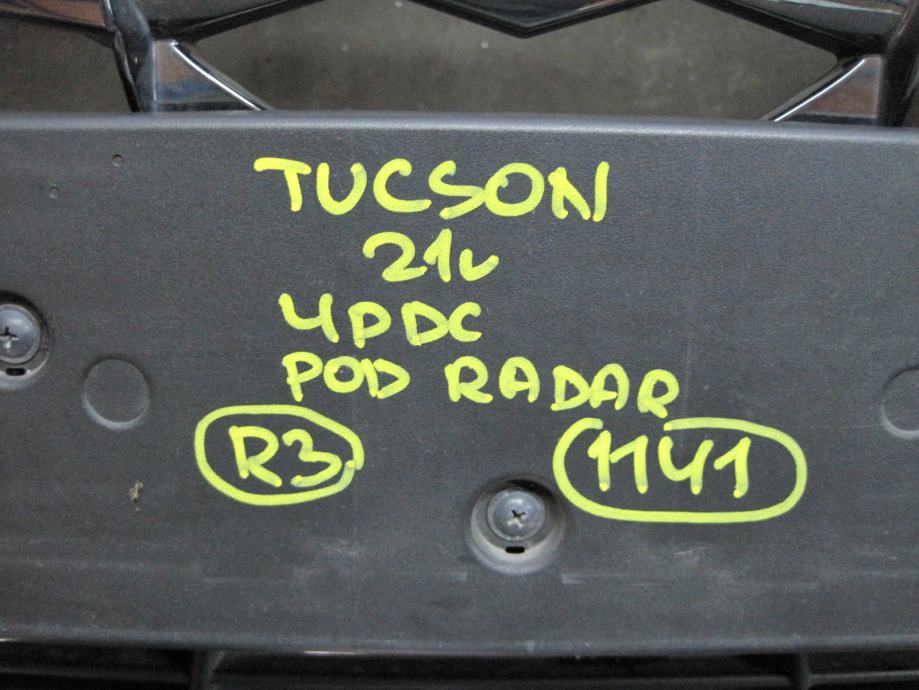 TUCSON
21v
4PDC
POD RADAR
R3 1141